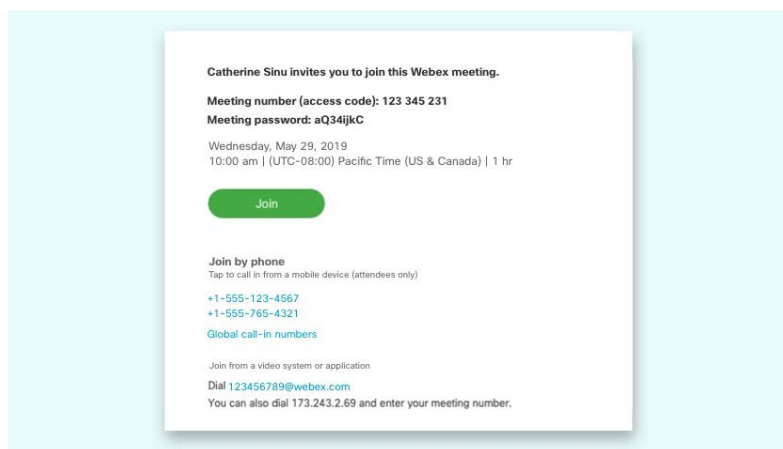 Catherine Sinu invites you to join this Webex meeting.
Meeting number (access code): 123 345 231
Meeting password: aQ34ijkC
Wednesday, May 29, 2019
10:00 am | (UTC-08:00) Pacific Time (US & Canada) | 1 hr
Join
Join by phone
Tap to call in from a mobile device (attendees only)
+1-555-123-4567
+1-555-765-4321
Global call-in numbers
Join from a video system or application
Dial 123456789@webex.com
You can also dial 173.243.2.69 and enter your meeting number.